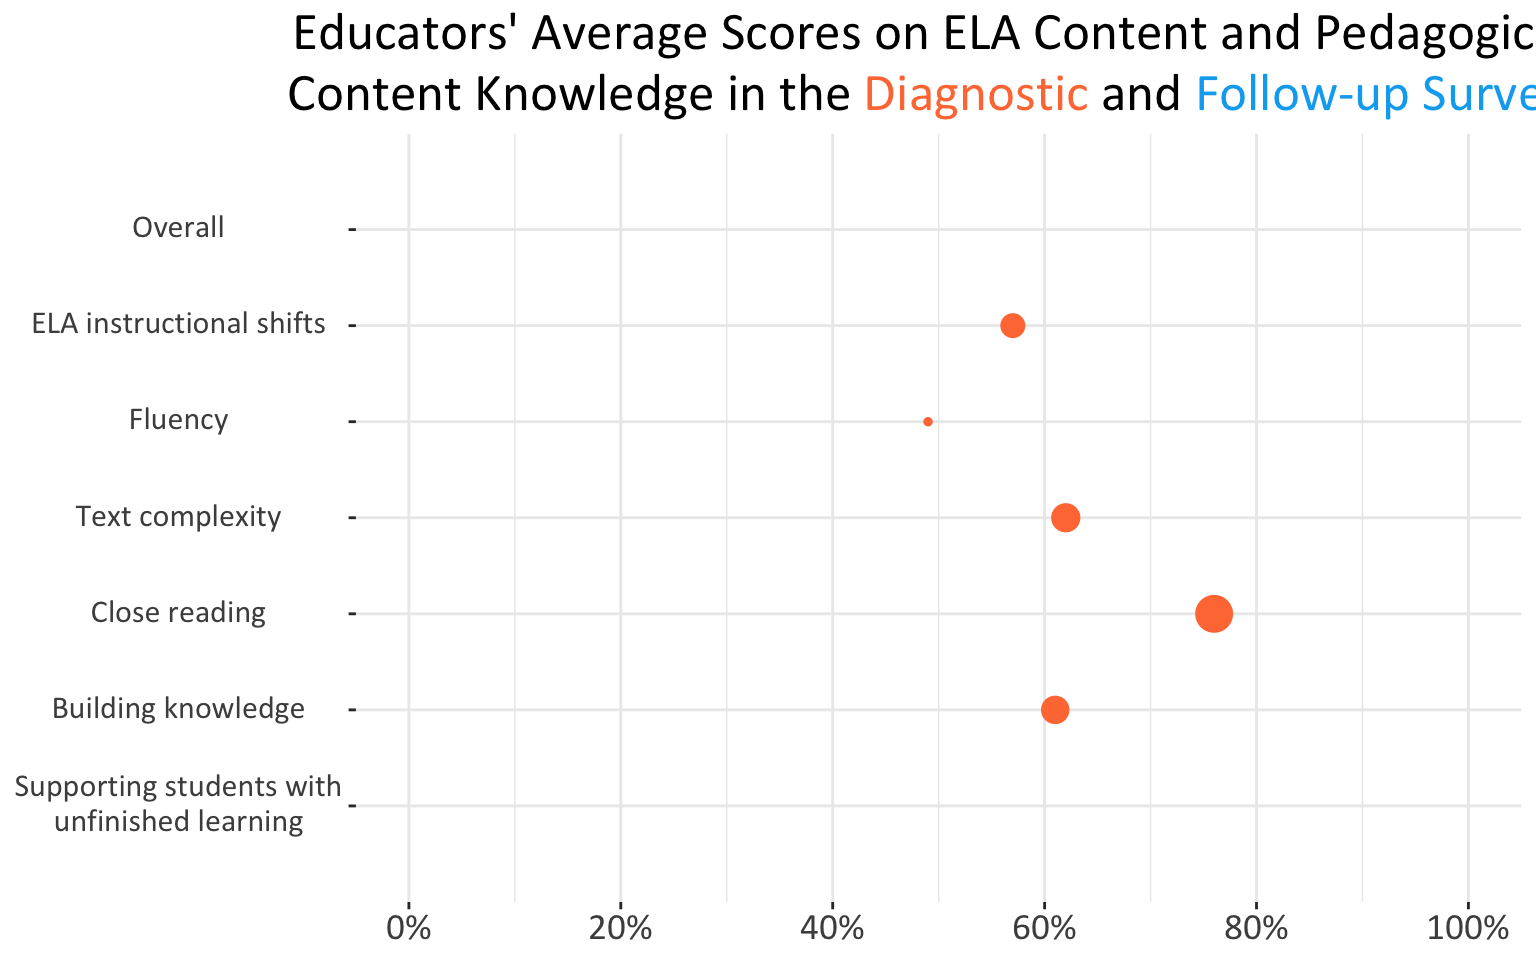 Educators' Average Scores on ELA Content and Pedagogic
Content Knowledge in the Diagnostic and Follow-up Surve
Overall
ELA instructional shifts
Fluency
Text complexity
Close reading
Building knowledge
Supporting students with
unfinished learning
0% 20% 40% 60% 80% 100%